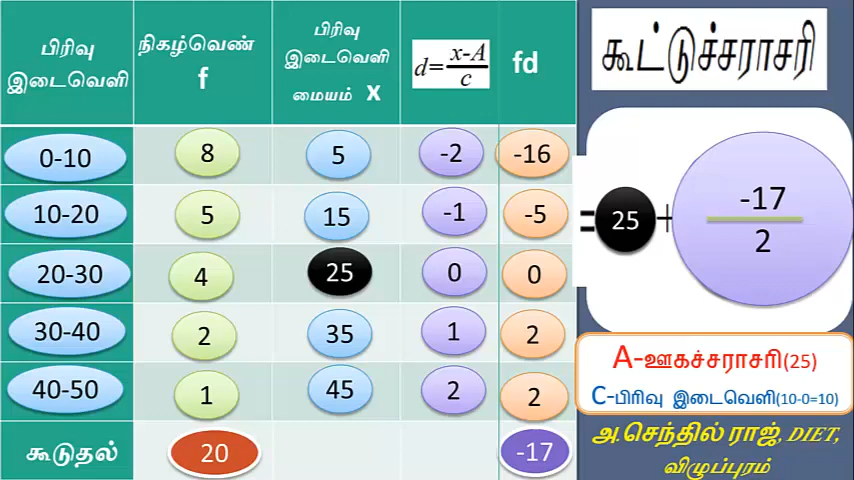 பிரிவு
இடைவெளி
நிகழ்வெண்
f
பிரிவு
இடைவெளி
மையம் X
d=x-A/c
fd
0-10 8 5 -2 -16
10-20 5 15 -1 -5
20-30 4 25 0 0
30-40 2 35 1 2
40-50 1 45 2 2
கூடுதல் 20 -17
கூட்டுச்சராசரி
= 25 + -17/2
A-ஊகச்சராசரி(25)
C-பிரிவு இடைவெளி(10-0=10)
அ.செந்தில் ராஜ், DIET,
விழுப்புரம்